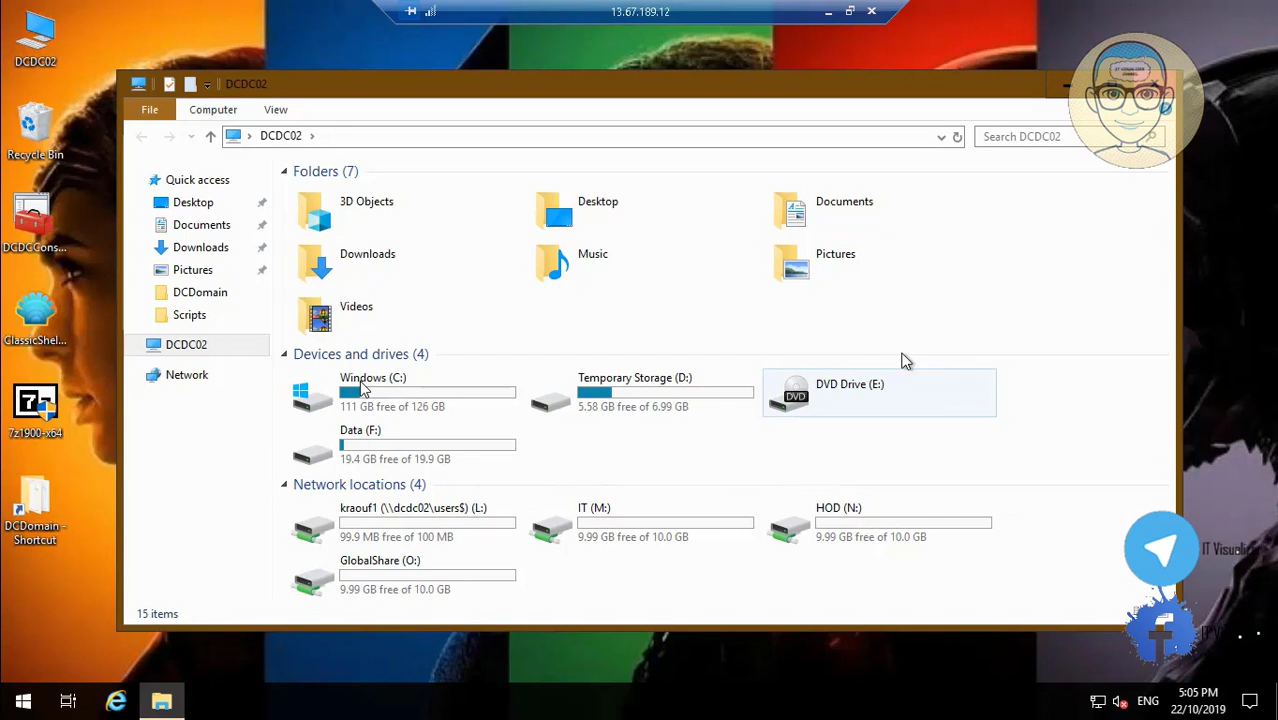 13.67.189.12
DCDC02
Recycle Bin
DCDCCons...
ClassicShel...
7z1900-x64
DCDomain -
Shortcut
DCDC02
File
Computer
View
DCDC02
Search DCDC02
IT VISUALIZER
CHANNEL
Quick access
Desktop
Documents
Downloads
Pictures
DCDomain
Scripts
DCDC02
Network
Folders (7)
3D Objects
Desktop
Documents
Downloads
Music
Pictures
Videos
Devices and drives (4)
Windows (C:)
111 GB free of 126 GB
Temporary Storage (D:)
5.58 GB free of 6.99 GB
DVD
DVD Drive (E:)
Data (F:)
19.4 GB free of 19.9 GB
Network locations (4)
kraouf1 (\\dcdc02\users$) (L:)
99.9 MB free of 100 MB
IT (M:)
9.99 GB free of 10.0 GB
HOD (N:)
9.99 GB free of 10.0 GB
GlobalShare (O:)
9.99 GB free of 10.0 GB
15 items
ENG
5:05 PM
22/10/2019